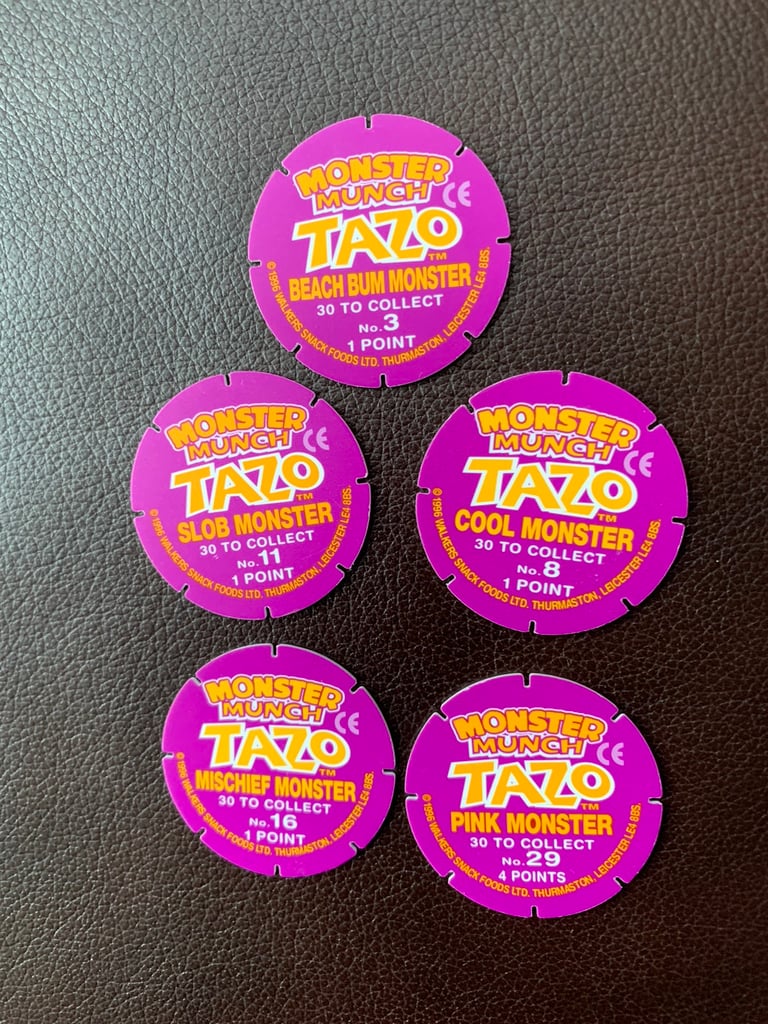 MONSTER
MUNCH CE
TAZO™
BEACH BUM MONSTER
30 TO COLLECT
No.3
1 POINT
© 1996 WALKERS SNACK FOODS LTD. THURMASTON, LEICESTER LE4 8BS.
MONSTER
MUNCH CE
TAZO™
SLOB MONSTER
30 TO COLLECT
No.11
1 POINT
© 1996 WALKERS SNACK FOODS LTD. THURMASTON, LEICESTER LE4 8BS.
MONSTER
MUNCH CE
TAZO™
COOL MONSTER
30 TO COLLECT
No.8
1 POINT
© 1996 WALKERS SNACK FOODS LTD. THURMASTON, LEICESTER LE4 8BS.
MONSTER
MUNCH CE
TAZO™
MISCHIEF MONSTER
30 TO COLLECT
No.16
1 POINT
© 1996 WALKERS SNACK FOODS LTD. THURMASTON, LEICESTER LE4 8BS.
MONSTER
MUNCH CE
TAZO™
PINK MONSTER
30 TO COLLECT
No.29
4 POINTS
© 1996 WALKERS SNACK FOODS LTD. THURMASTON, LEICESTER LE4 8BS.